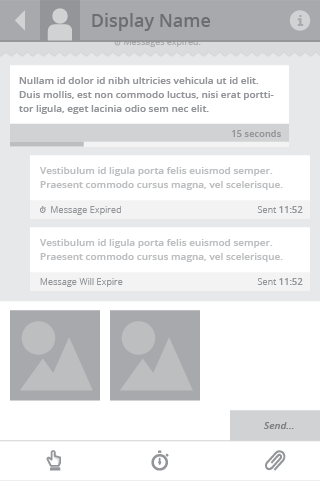 Display Name
Messages expired.
Nullam id dolor id nibh ultricies vehicula ut id elit.
Duis mollis, est non commodo luctus, nisi erat portti-
tor ligula, eget lacinia odio sem nec elit.
15 seconds
Vestibulum id ligula porta felis euismod semper.
Praesent commodo cursus magna, vel scelerisque.
Message Expired Sent 11:52
Vestibulum id ligula porta felis euismod semper.
Praesent commodo cursus magna, vel scelerisque.
Message Will Expire Sent 11:52
Send...